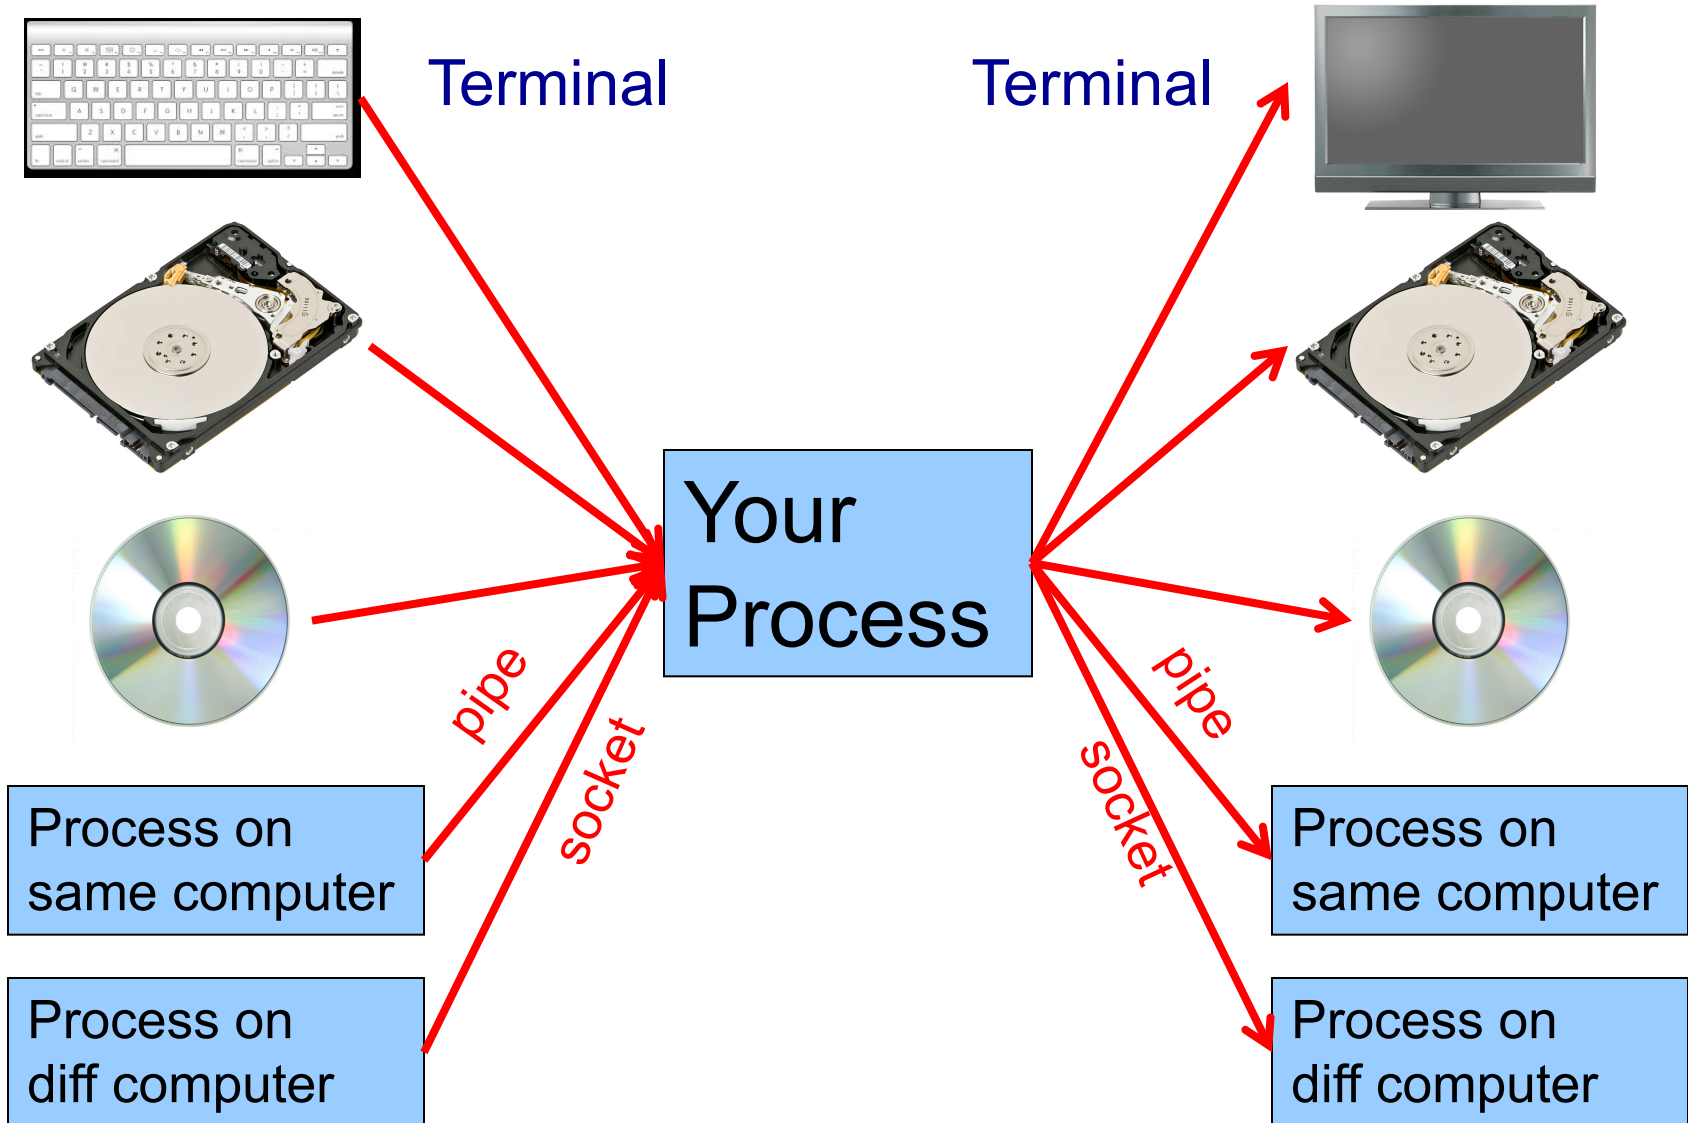 Terminal
Terminal
Your
Process
pipe
socket
pipe
socket
Process on
same computer
Process on
diff computer
Process on
same computer
Process on
diff computer